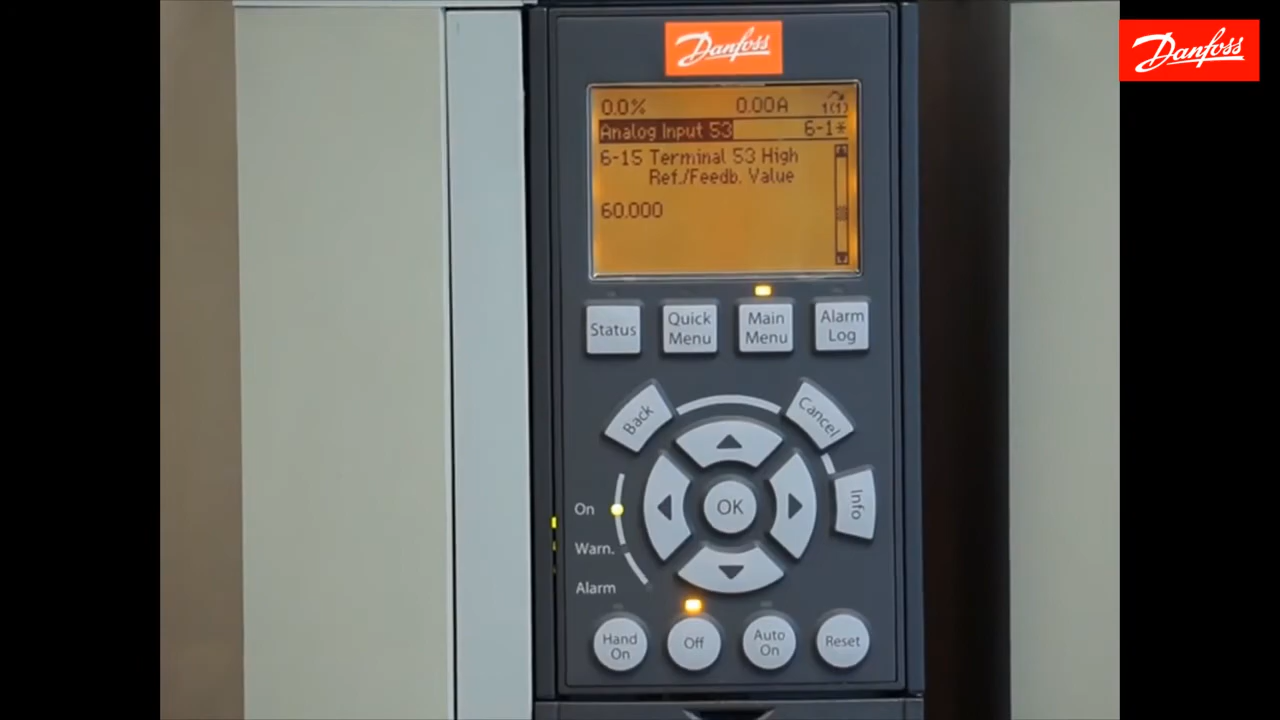 Danfoss
Danfoss
0.0% 0.00A 1(1)
Analog Input 53 6-1*
6-15 Terminal 53 High
Ref./Feedb. Value
60.000
Status
Quick
Menu
Main
Menu
Alarm
Log
Back
Cancel
OK
Info
On
Warn.
Alarm
Hand
On
Off
Auto
On
Reset